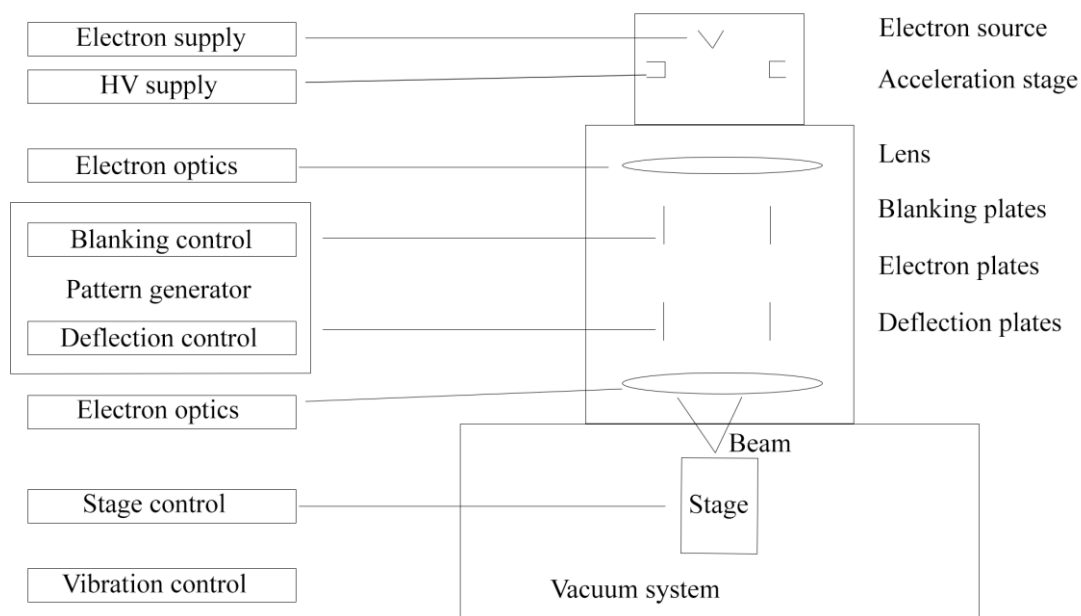 Electron supply
Electron source
HV supply
Acceleration stage
Electron optics
Lens
Blanking control
Blanking plates
Pattern generator
Electron plates
Deflection control
Deflection plates
Electron optics
Beam
Stage control
Stage
Vibration control
Vacuum system